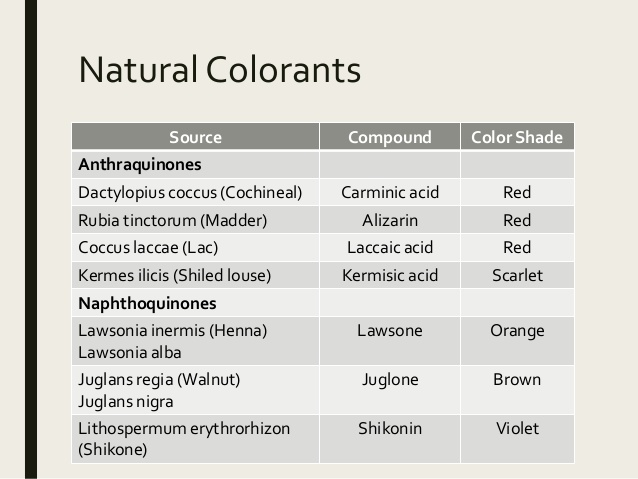 Natural Colorants
Source Compound Color Shade
Anthraquinones
Dactylopius coccus (Cochineal) Carminic acid Red
Rubia tinctorum (Madder) Alizarin Red
Coccus laccae (Lac) Laccaic acid Red
Kermes ilicis (Shiled louse) Kermisic acid Scarlet
Naphthoquinones
Lawsonia inermis (Henna) Lawsone Orange
Lawsonia alba
Juglans regia (Walnut) Juglone Brown
Juglans nigra
Lithospermum erythrorhizon Shikonin Violet
(Shikone)